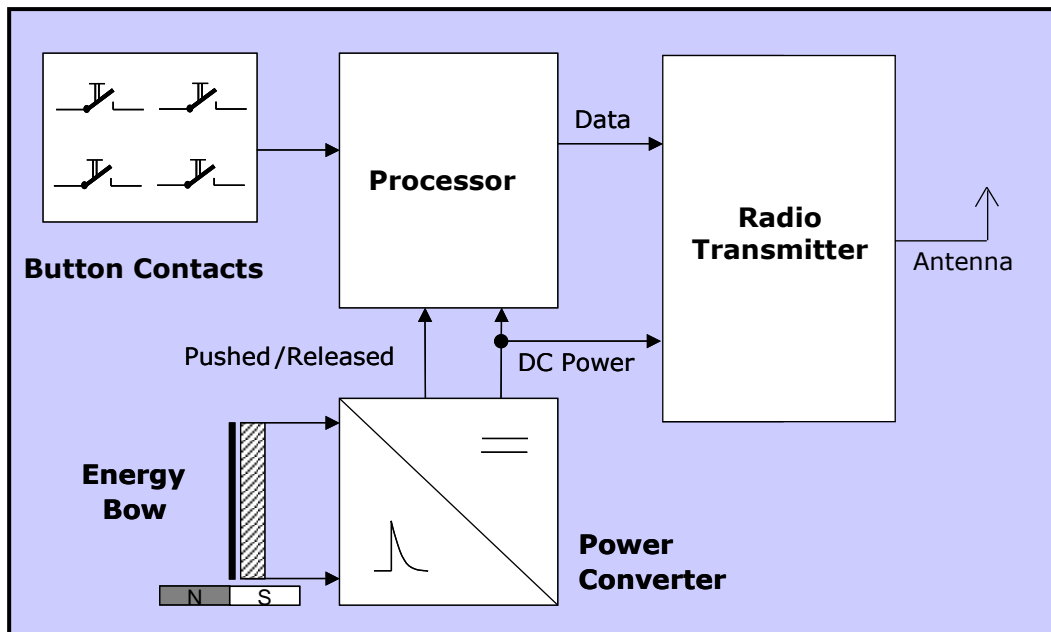 Data
Processor
Radio
Transmitter
Button Contacts
Antenna
Pushed/Released
DC Power
Energy
Bow
Power
Converter
N S